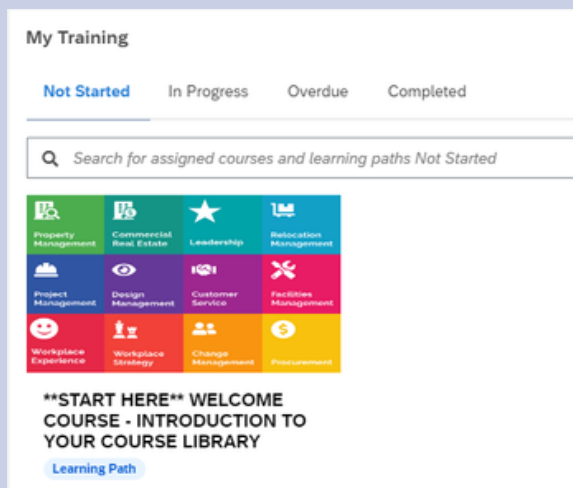 My Training
Not Started In Progress Overdue Completed
Search for assigned courses and learning paths Not Started
Property Management
Commercial Real Estate
Leadership
Relocation Management
Project Management
Design Management
Customer Service
Facilities Management
Workplace Experience
Workplace Strategy
Change Management
Procurement
**START HERE** WELCOME
COURSE - INTRODUCTION TO
YOUR COURSE LIBRARY
Learning Path